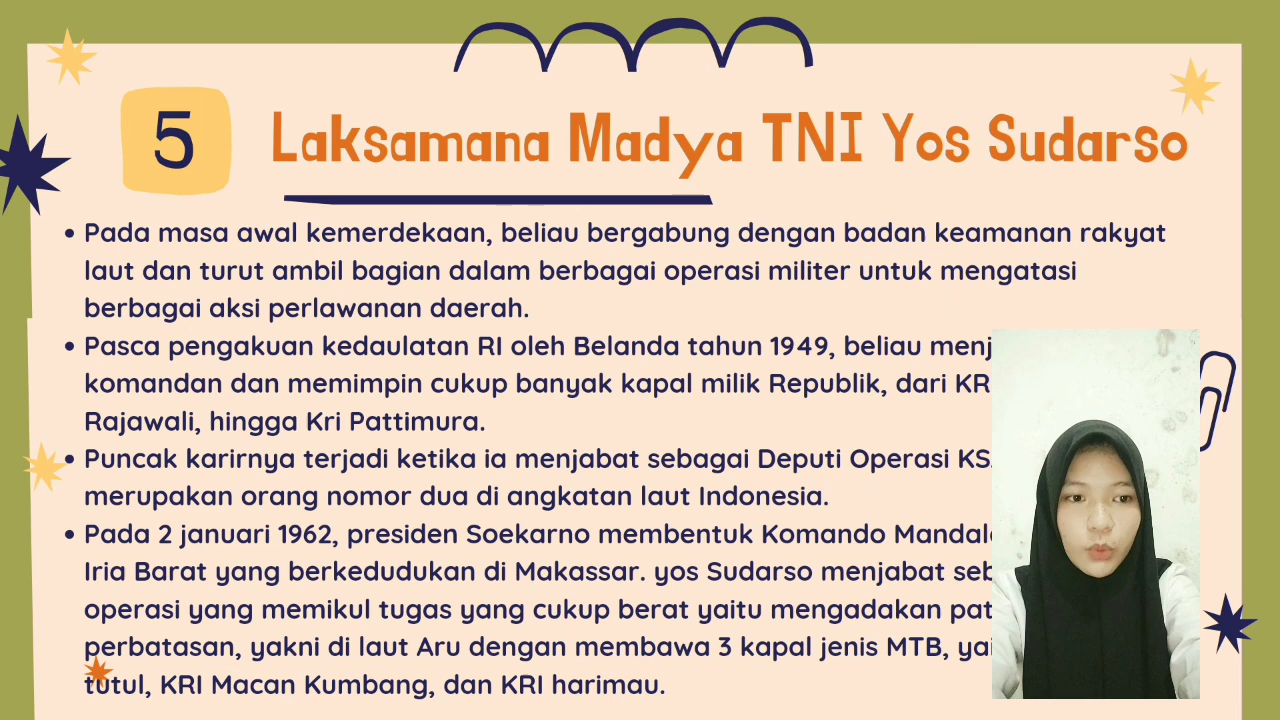 5
Laksamana Madya TNI Yos Sudarso
• Pada masa awal kemerdekaan, beliau bergabung dengan badan keamanan rakyat
laut dan turut ambil bagian dalam berbagai operasi militer untuk mengatasi
berbagai aksi perlawanan daerah.
• Pasca pengakuan kedaulatan RI oleh Belanda tahun 1949, beliau
komandan dan memimpin cukup banyak kapal milik Republik, dari
Rajawali, hingga Kri Pattimura.
• Puncak karirnya terjadi ketika ia menjabat sebagai Deputi Operasi
merupakan orang nomor dua di angkatan laut Indonesia.
• Pada 2 januari 1962, presiden Soekarno membentuk Komando
Iria Barat yang berkedudukan di Makassar. yos Sudarso menjabat
operasi yang memikul tugas yang cukup berat yaitu mengadakan
perbatasan, yakni di laut Aru dengan membawa 3 kapal jenis MTB,
tutul, KRI Macan Kumbang, dan KRI harimau.